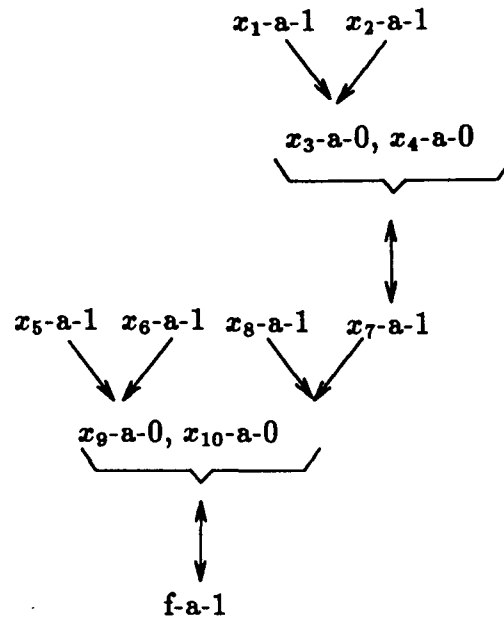 x₁-a-1 x₂-a-1
x₃-a-0, x₄-a-0
x₅-a-1 x₆-a-1 x₈-a-1 x₇-a-1
x₉-a-0, x₁₀-a-0
f-a-1